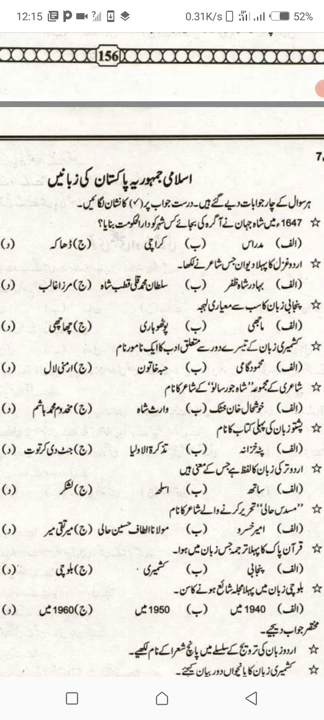 12:15
0.31K/s
52%
156
7
اسلامی جمہوریہ پاکستان کی زبانیں
ہر سوال کے چار جوابات دیے گئے ہیں۔ درست جواب پر (✓) کا نشان لگائیں۔
☆ 1647ء میں شاہ جہان نے آگرہ کی بجائے کس شہر کو دارالحکومت بنایا؟
(الف) مدراس (ب) کراچی (ج) ڈھاکہ (د)
☆ اردو غزل کا پہلا دیوان جس شاعر نے لکھا۔
(الف) بہادر شاہ ظفر (ب) سلطان محمد قلی قطب شاہ (ج) مرزا غالب (د)
☆ پنجابی زبان کا سب سے معیاری لہجہ
(الف) ماجھی (ب) پوٹھوہاری (ج) چھاچھی (د)
☆ کشمیری زبان کے تیسرے دور سے متعلق ادب کا ایک نامور نام
(الف) محمود گامی (ب) حبہ خاتون (ج) ارنی لال (د)
☆ شاعری کے مجموعہ "شاہ جو رسالو" کے شاعر کا نام
(الف) خوشحال خان خٹک (ب) وارث شاہ (ج) مخدوم محمد ہاشم (د)
☆ پشتو زبان کی پہلی کتاب کا نام
(الف) پٹہ خزانہ (ب) تذکرۃ الاولیا (ج) جٹ دی کرتوت (د)
☆ اردو ترکی زبان کا لفظ ہے جس کے معنی ہیں
(الف) ساتھ (ب) اسلحہ (ج) لشکر (د)
☆ "مسدس حالی" تحریر کرنے والے شاعر کا نام
(الف) امیر خسرو (ب) مولانا الطاف حسین حالی (ج) میر تقی میر (د)
☆ قرآن پاک کا پہلا ترجمہ جس زبان میں ہوا۔
(الف) پنجابی (ب) کشمیری (ج) بلوچی (د)
☆ بلوچی زبان میں پہلا مجلہ شائع ہونے کا سن۔
(الف) 1940 میں (ب) 1950 میں (ج) 1960 میں (د)
مختصر جواب دیجیے۔
☆ اردو زبان کی ترویج کے سلسلے میں پانچ شعرا کے نام لکھیے۔
☆ کشمیری زبان کا پانچواں دور بیان کیجئے۔